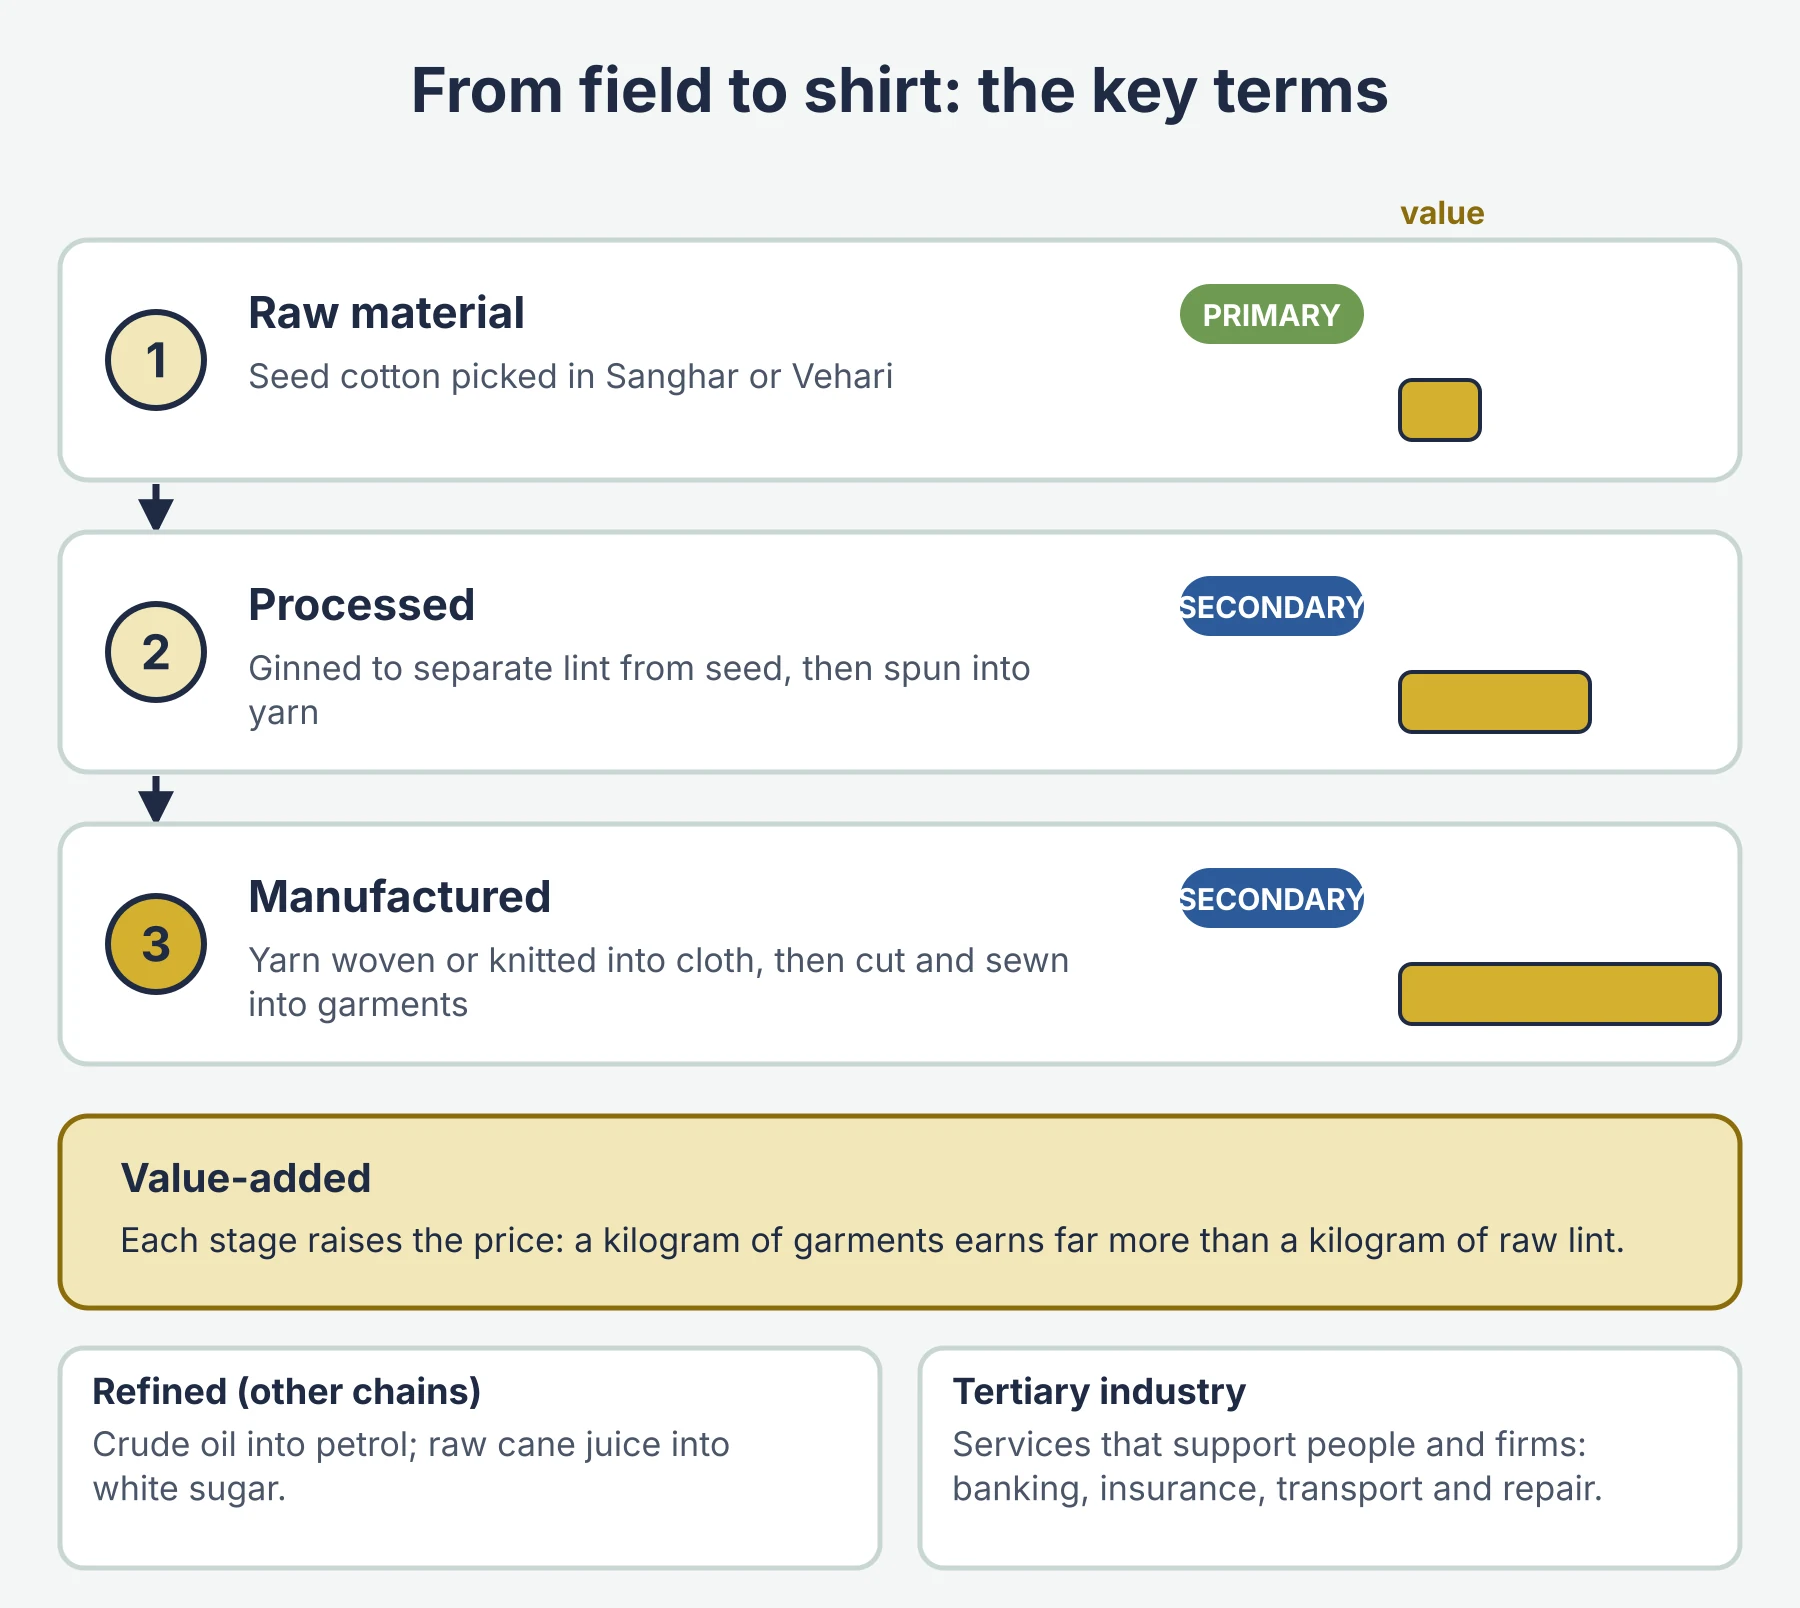 From field to shirt: the key terms
value
1
Raw material
PRIMARY
Seed cotton picked in Sanghar or Vehari
2
Processed
SECONDARY
Ginned to separate lint from seed, then spun into
yarn
3
Manufactured
SECONDARY
Yarn woven or knitted into cloth, then cut and sewn
into garments
Value-added
Each stage raises the price: a kilogram of garments earns far more than a kilogram of raw lint.
Refined (other chains)
Crude oil into petrol; raw cane juice into
white sugar.
Tertiary industry
Services that support people and firms:
banking, insurance, transport and repair.